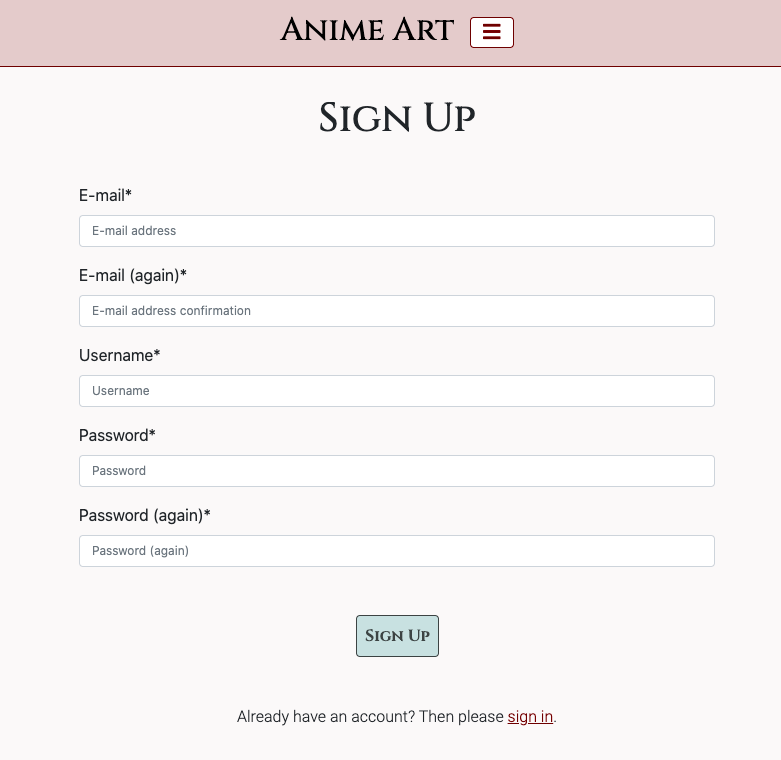 Anime Art
Sign Up
E-mail*
E-mail address
E-mail (again)*
E-mail address confirmation
Username*
Username
Password*
Password
Password (again)*
Password (again)
Sign Up
Already have an account? Then please sign in.